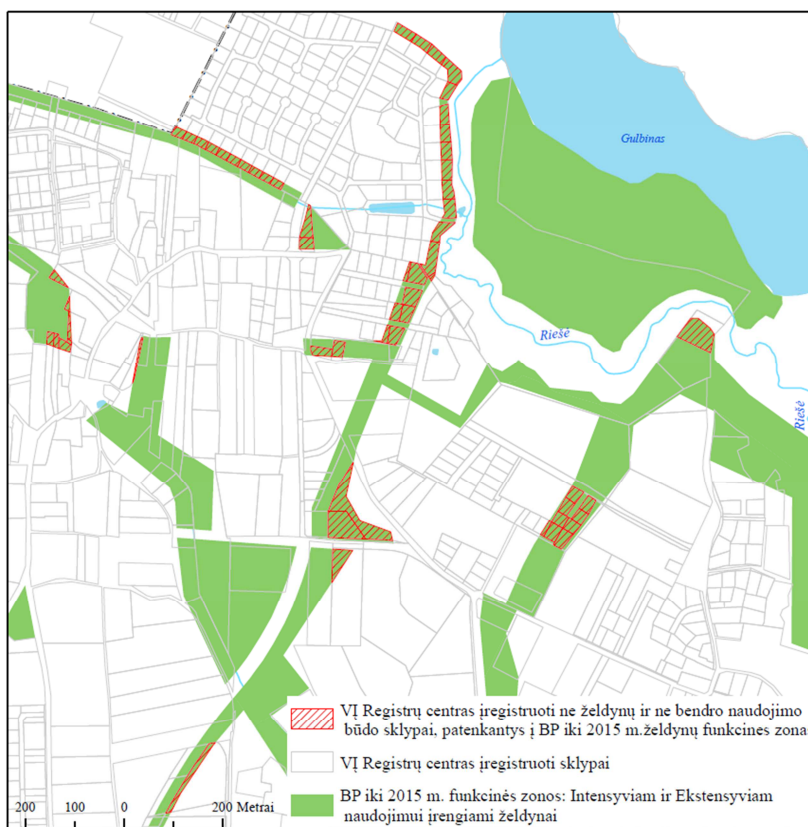 Gulbinas
Riešė
Riešė
VĮ Registrų centras įregistruoti ne želdynų ir ne bendro naudojimo
būdo sklypai, patenkantys į BP iki 2015 m.želdynų funkcines zonas
VĮ Registrų centras įregistruoti sklypai
BP iki 2015 m. funkcinės zonos: Intensyviam ir Ekstensyviam
naudojimui įrengiami želdynai
200 100 0 200 Metrai